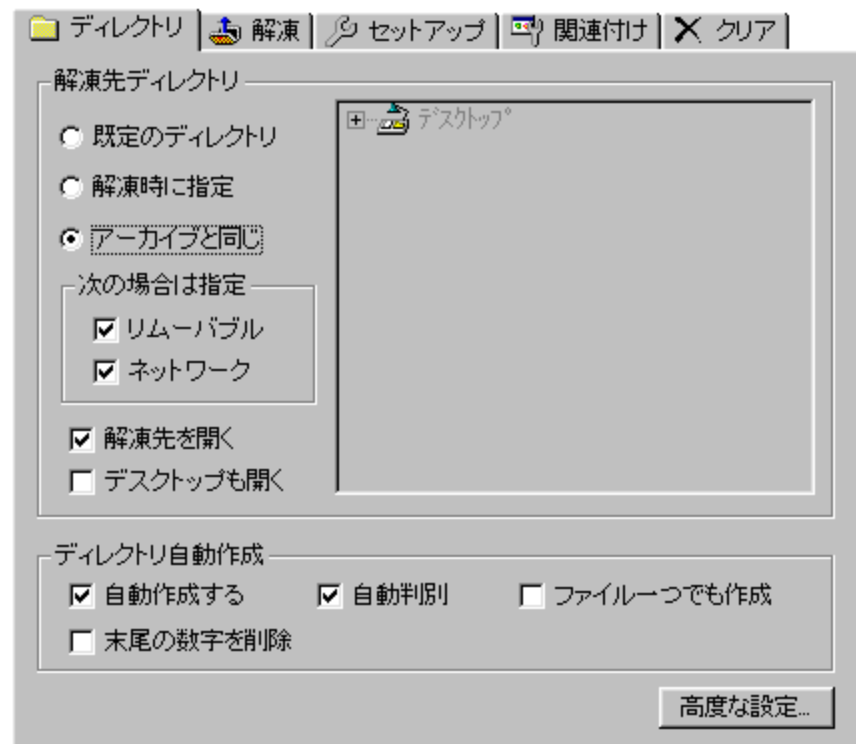 ディレクトリ 解凍 セットアップ 関連付け クリア
解凍先ディレクトリ
既定のディレクトリ
解凍時に指定
アーカイブと同じ
次の場合は指定
リムーバブル
ネットワーク
解凍先を開く
デスクトップも開く
デスクトップ
ディレクトリ自動作成
自動作成する 自動判別 ファイル一つでも作成
末尾の数字を削除
高度な設定...